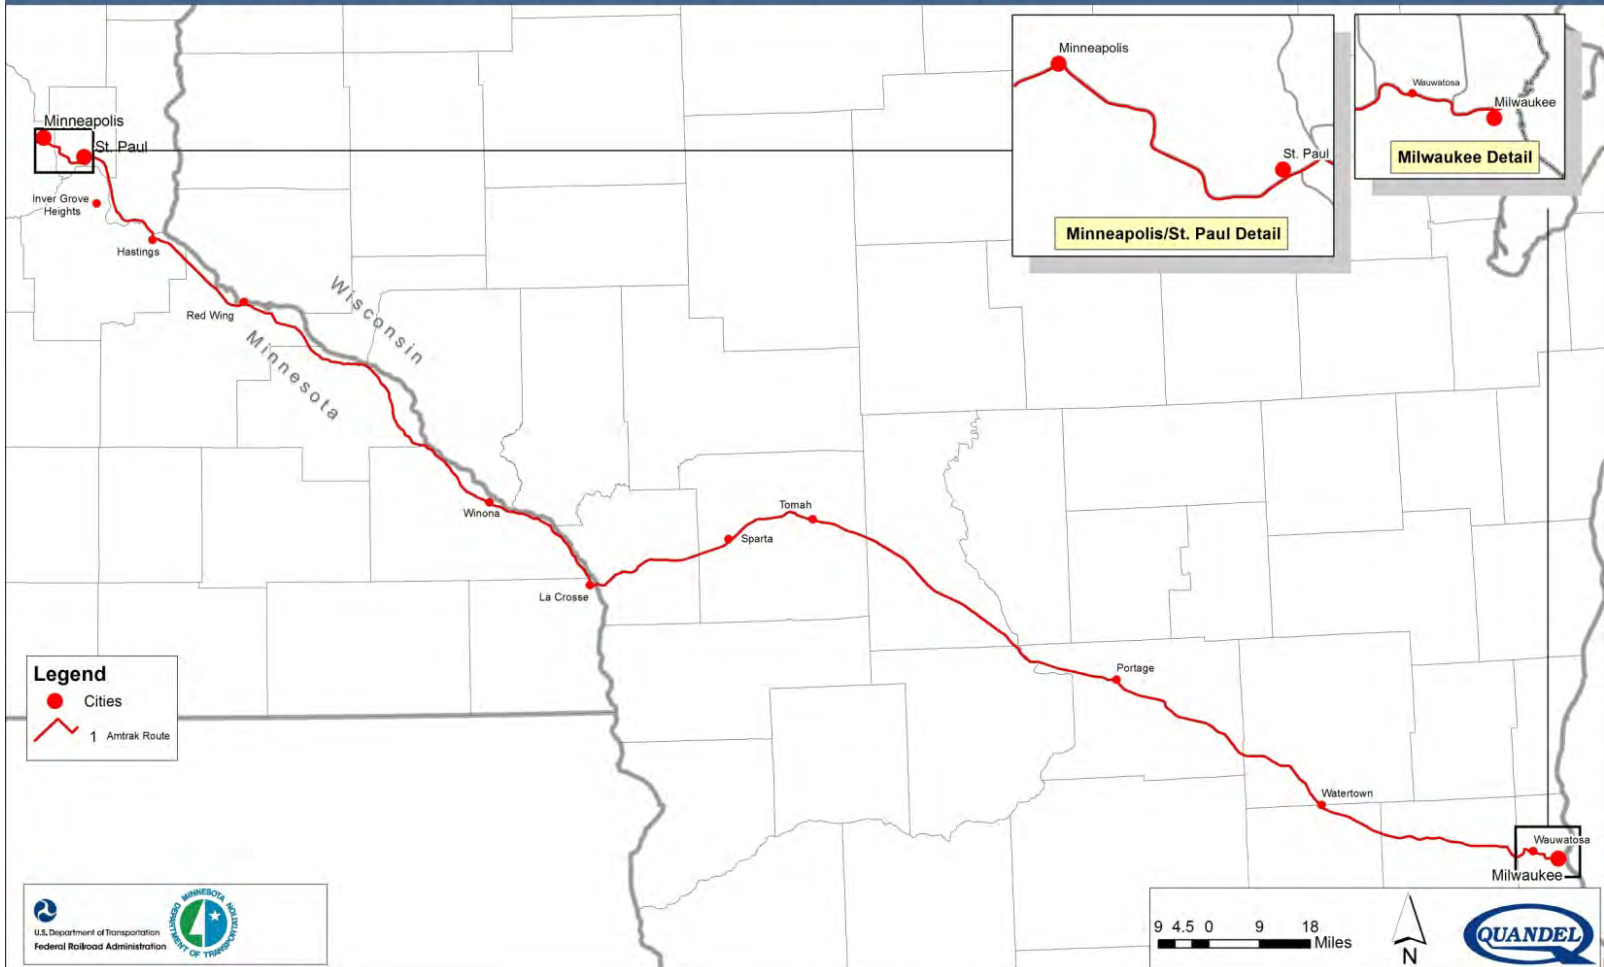 Minneapolis
St. Paul
Inver Grove
Heights
Hastings
Red Wing
Wisconsin
Minnesota
Winona
La Crosse
Sparta
Tomah
Portage
Watertown
Wauwatosa
Milwaukee
Minneapolis
St. Paul
Minneapolis/St. Paul Detail
Wauwatosa
Milwaukee
Milwaukee Detail
Legend
Cities
1 Amtrak Route
U.S. Department of Transportation
Federal Railroad Administration
MINNESOTA
DEPARTMENT OF TRANSPORTATION
9 4.5 0 9 18
Miles
N
QUANDEL